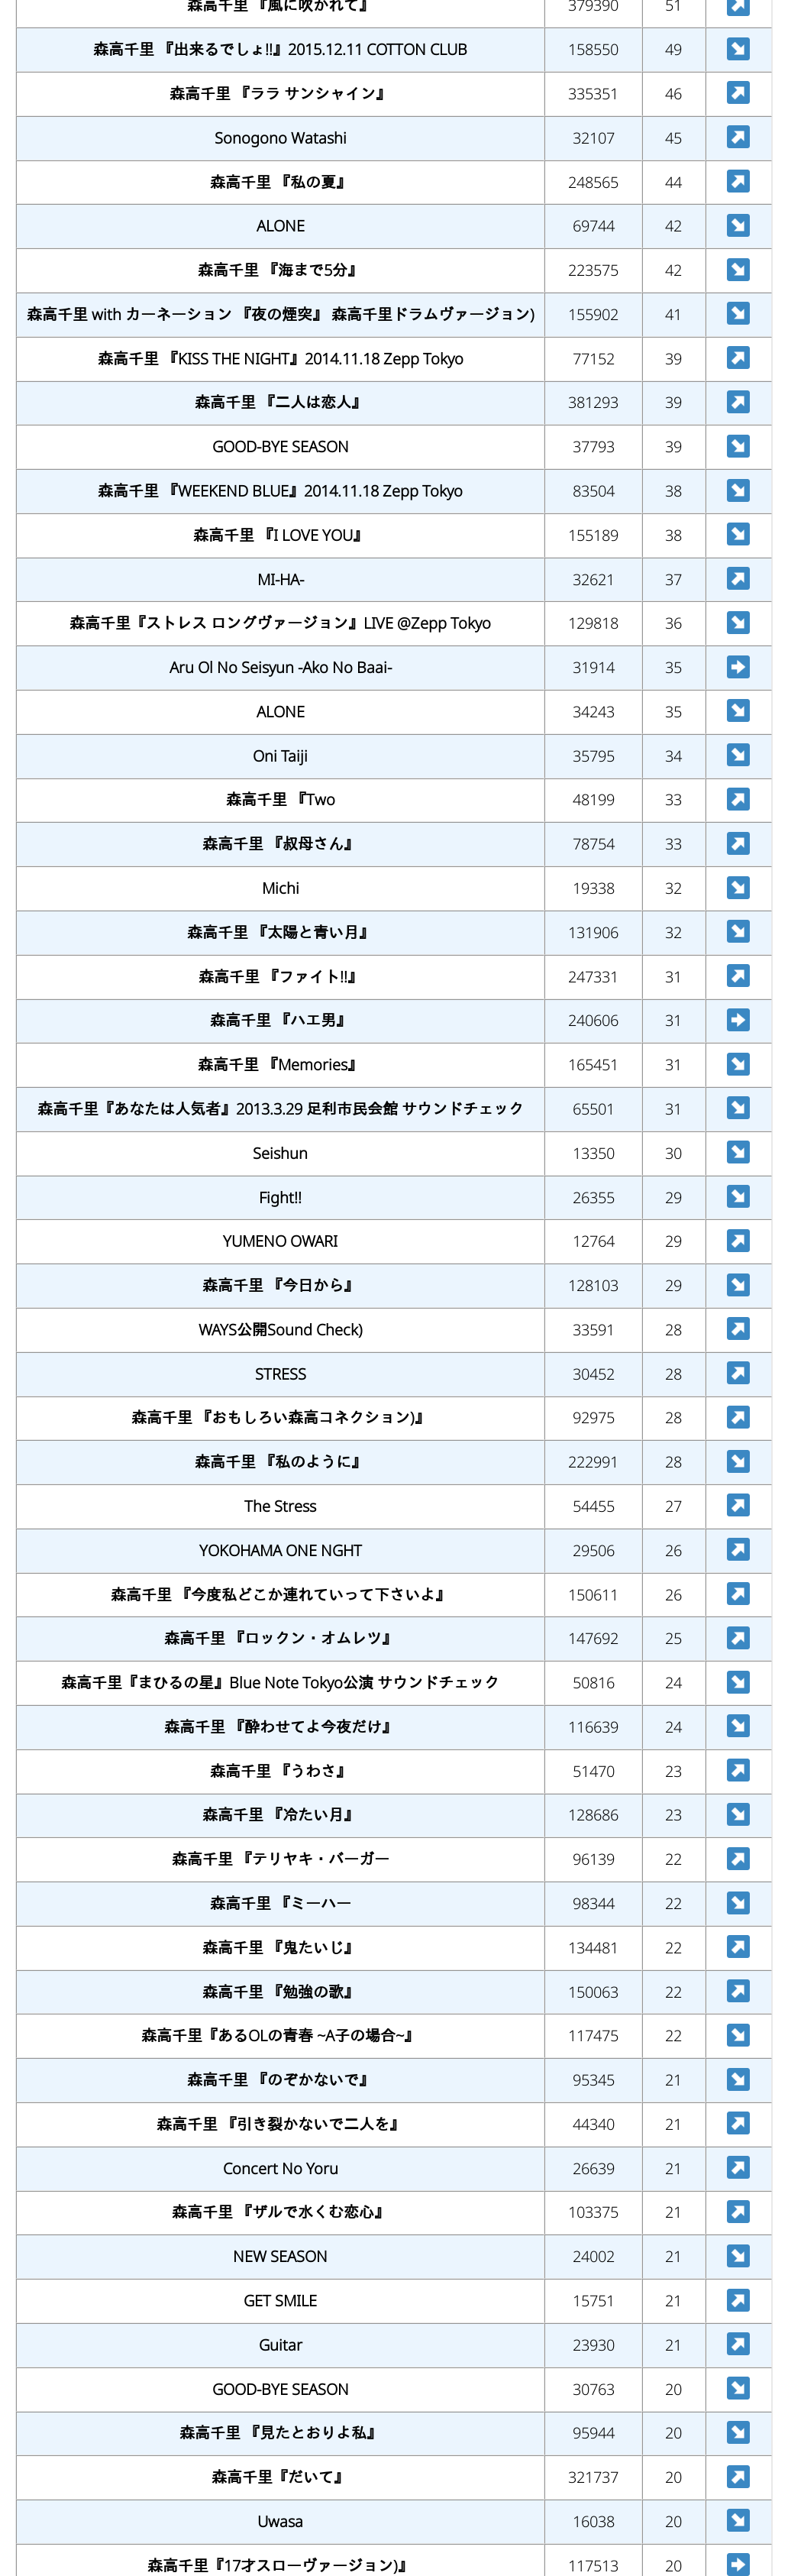 森高千里 『風に吹かれて』 379390 51
森高千里 『出来るでしょ!!』2015.12.11 COTTON CLUB 158550 49
森高千里 『ララ サンシャイン』 335351 46
Sonogono Watashi 32107 45
森高千里 『私の夏』 248565 44
ALONE 69744 42
森高千里 『海まで5分』 223575 42
森高千里 with カーネーション 『夜の煙突』 森高千里ドラムヴァージョン) 155902 41
森高千里 『KISS THE NIGHT』2014.11.18 Zepp Tokyo 77152 39
森高千里 『二人は恋人』 381293 39
GOOD-BYE SEASON 37793 39
森高千里 『WEEKEND BLUE』2014.11.18 Zepp Tokyo 83504 38
森高千里 『I LOVE YOU』 155189 38
MI-HA- 32621 37
森高千里『ストレス ロングヴァージョン』LIVE @Zepp Tokyo 129818 36
Aru Ol No Seisyun -Ako No Baai- 31914 35
ALONE 34243 35
Oni Taiji 35795 34
森高千里 『Two 48199 33
森高千里 『叔母さん』 78754 33
Michi 19338 32
森高千里 『太陽と青い月』 131906 32
森高千里 『ファイト!!』 247331 31
森高千里 『ハエ男』 240606 31
森高千里 『Memories』 165451 31
森高千里『あなたは人気者』2013.3.29 足利市民会館 サウンドチェック 65501 31
Seishun 13350 30
Fight!! 26355 29
YUMENO OWARI 12764 29
森高千里 『今日から』 128103 29
WAYS公開Sound Check) 33591 28
STRESS 30452 28
森高千里 『おもしろい森高コネクション)』 92975 28
森高千里 『私のように』 222991 28
The Stress 54455 27
YOKOHAMA ONE NGHT 29506 26
森高千里 『今度私どこか連れていって下さいよ』 150611 26
森高千里 『ロックン・オムレツ』 147692 25
森高千里『まひるの星』Blue Note Tokyo公演 サウンドチェック 50816 24
森高千里 『酔わせてよ今夜だけ』 116639 24
森高千里 『うわさ』 51470 23
森高千里 『冷たい月』 128686 23
森高千里 『テリヤキ・バーガー 96139 22
森高千里 『ミーハー 98344 22
森高千里 『鬼たいじ』 134481 22
森高千里 『勉強の歌』 150063 22
森高千里『あるOLの青春 ~A子の場合~』 117475 22
森高千里 『のぞかないで』 95345 21
森高千里 『引き裂かないで二人を』 44340 21
Concert No Yoru 26639 21
森高千里 『ザルで水くむ恋心』 103375 21
NEW SEASON 24002 21
GET SMILE 15751 21
Guitar 23930 21
GOOD-BYE SEASON 30763 20
森高千里 『見たとおりよ私』 95944 20
森高千里『だいて』 321737 20
Uwasa 16038 20
森高千里『17才スローヴァージョン)』 117513 20